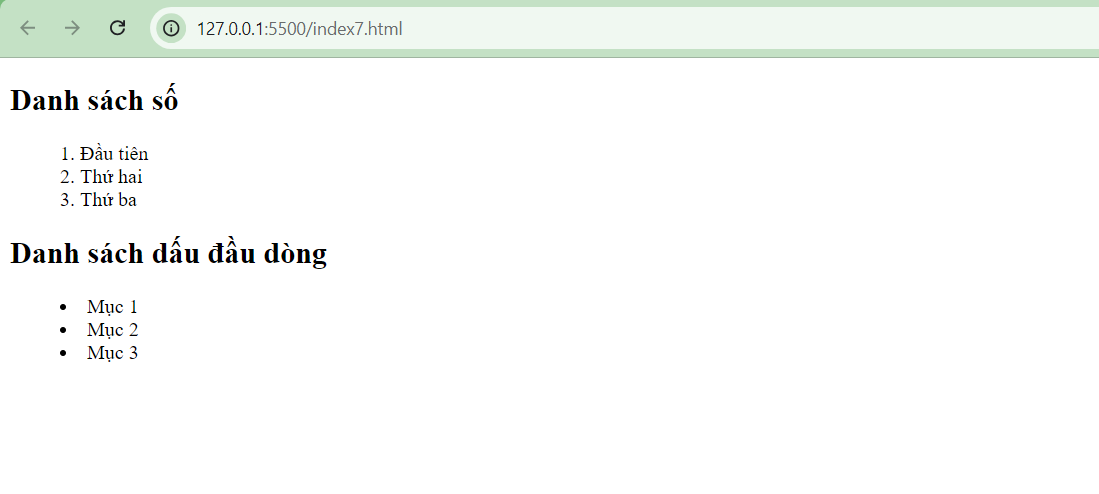 127.0.0.1:5500/index7.html
Danh sách số
1. Đầu tiên
2. Thứ hai
3. Thứ ba
Danh sách dấu đầu dòng
• Mục 1
• Mục 2
• Mục 3